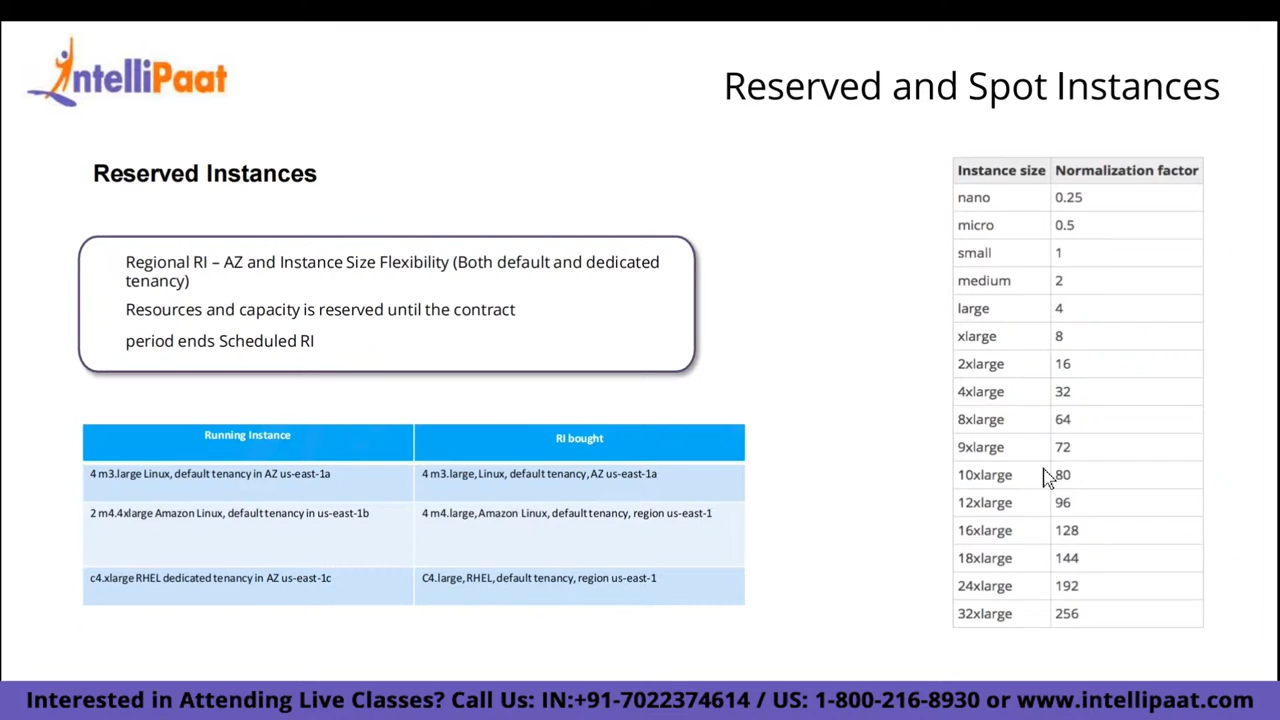 IntelliPaat
Reserved and Spot Instances
Reserved Instances
Regional RI – AZ and Instance Size Flexibility (Both default and dedicated
tenancy)
Resources and capacity is reserved until the contract
period ends Scheduled RI
Running Instance RI bought
4 m3.large Linux, default tenancy in AZ us-east-1a 4 m3.large, Linux, default tenancy, AZ us-east-1a
2 m4.4xlarge Amazon Linux, default tenancy in us-east-1b 4 m4.large, Amazon Linux, default tenancy, region us-east-1
c4.xlarge RHEL dedicated tenancy in AZ us-east-1c C4.large, RHEL, default tenancy, region us-east-1
Instance size Normalization factor
nano 0.25
micro 0.5
small 1
medium 2
large 4
xlarge 8
2xlarge 16
4xlarge 32
8xlarge 64
9xlarge 72
10xlarge 80
12xlarge 96
16xlarge 128
18xlarge 144
24xlarge 192
32xlarge 256
Interested in Attending Live Classes? Call Us: IN:+91-7022374614 / US: 1-800-216-8930 or www.intellipaat.com